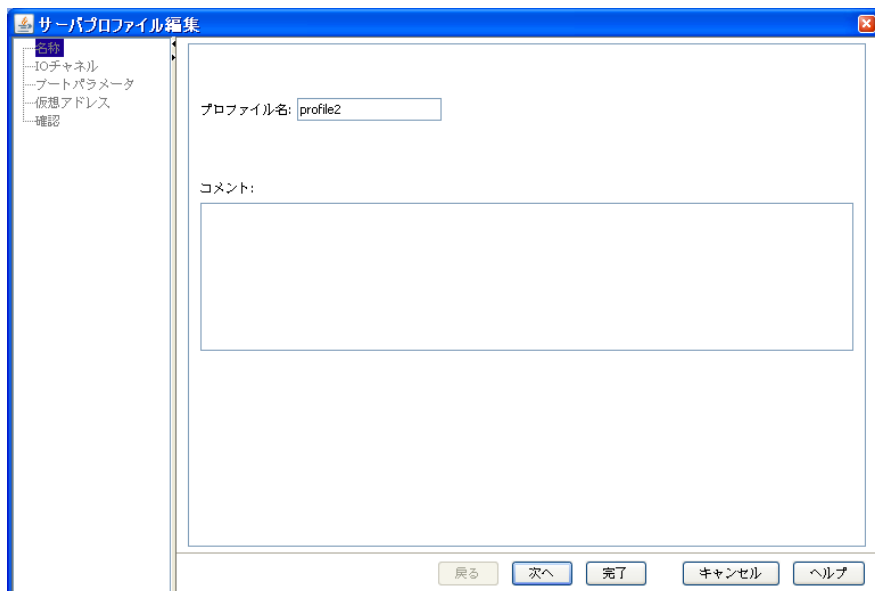 サーバプロファイル編集
名称
IOチャネル
ブートパラメータ
仮想アドレス
確認
プロファイル名: profile2
コメント:
戻る 次へ 完了 キャンセル ヘルプ